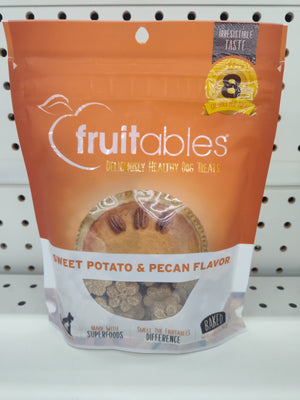 IRRESISTIBLE
TASTE
8
fruitables®
DELICIOUSLY HEALTHY DOG TREATS
SWEET POTATO & PECAN FLAVOR
MADE WITH
SUPERFOODS
SMELL THE FRUITABLES
DIFFERENCE
BAKED